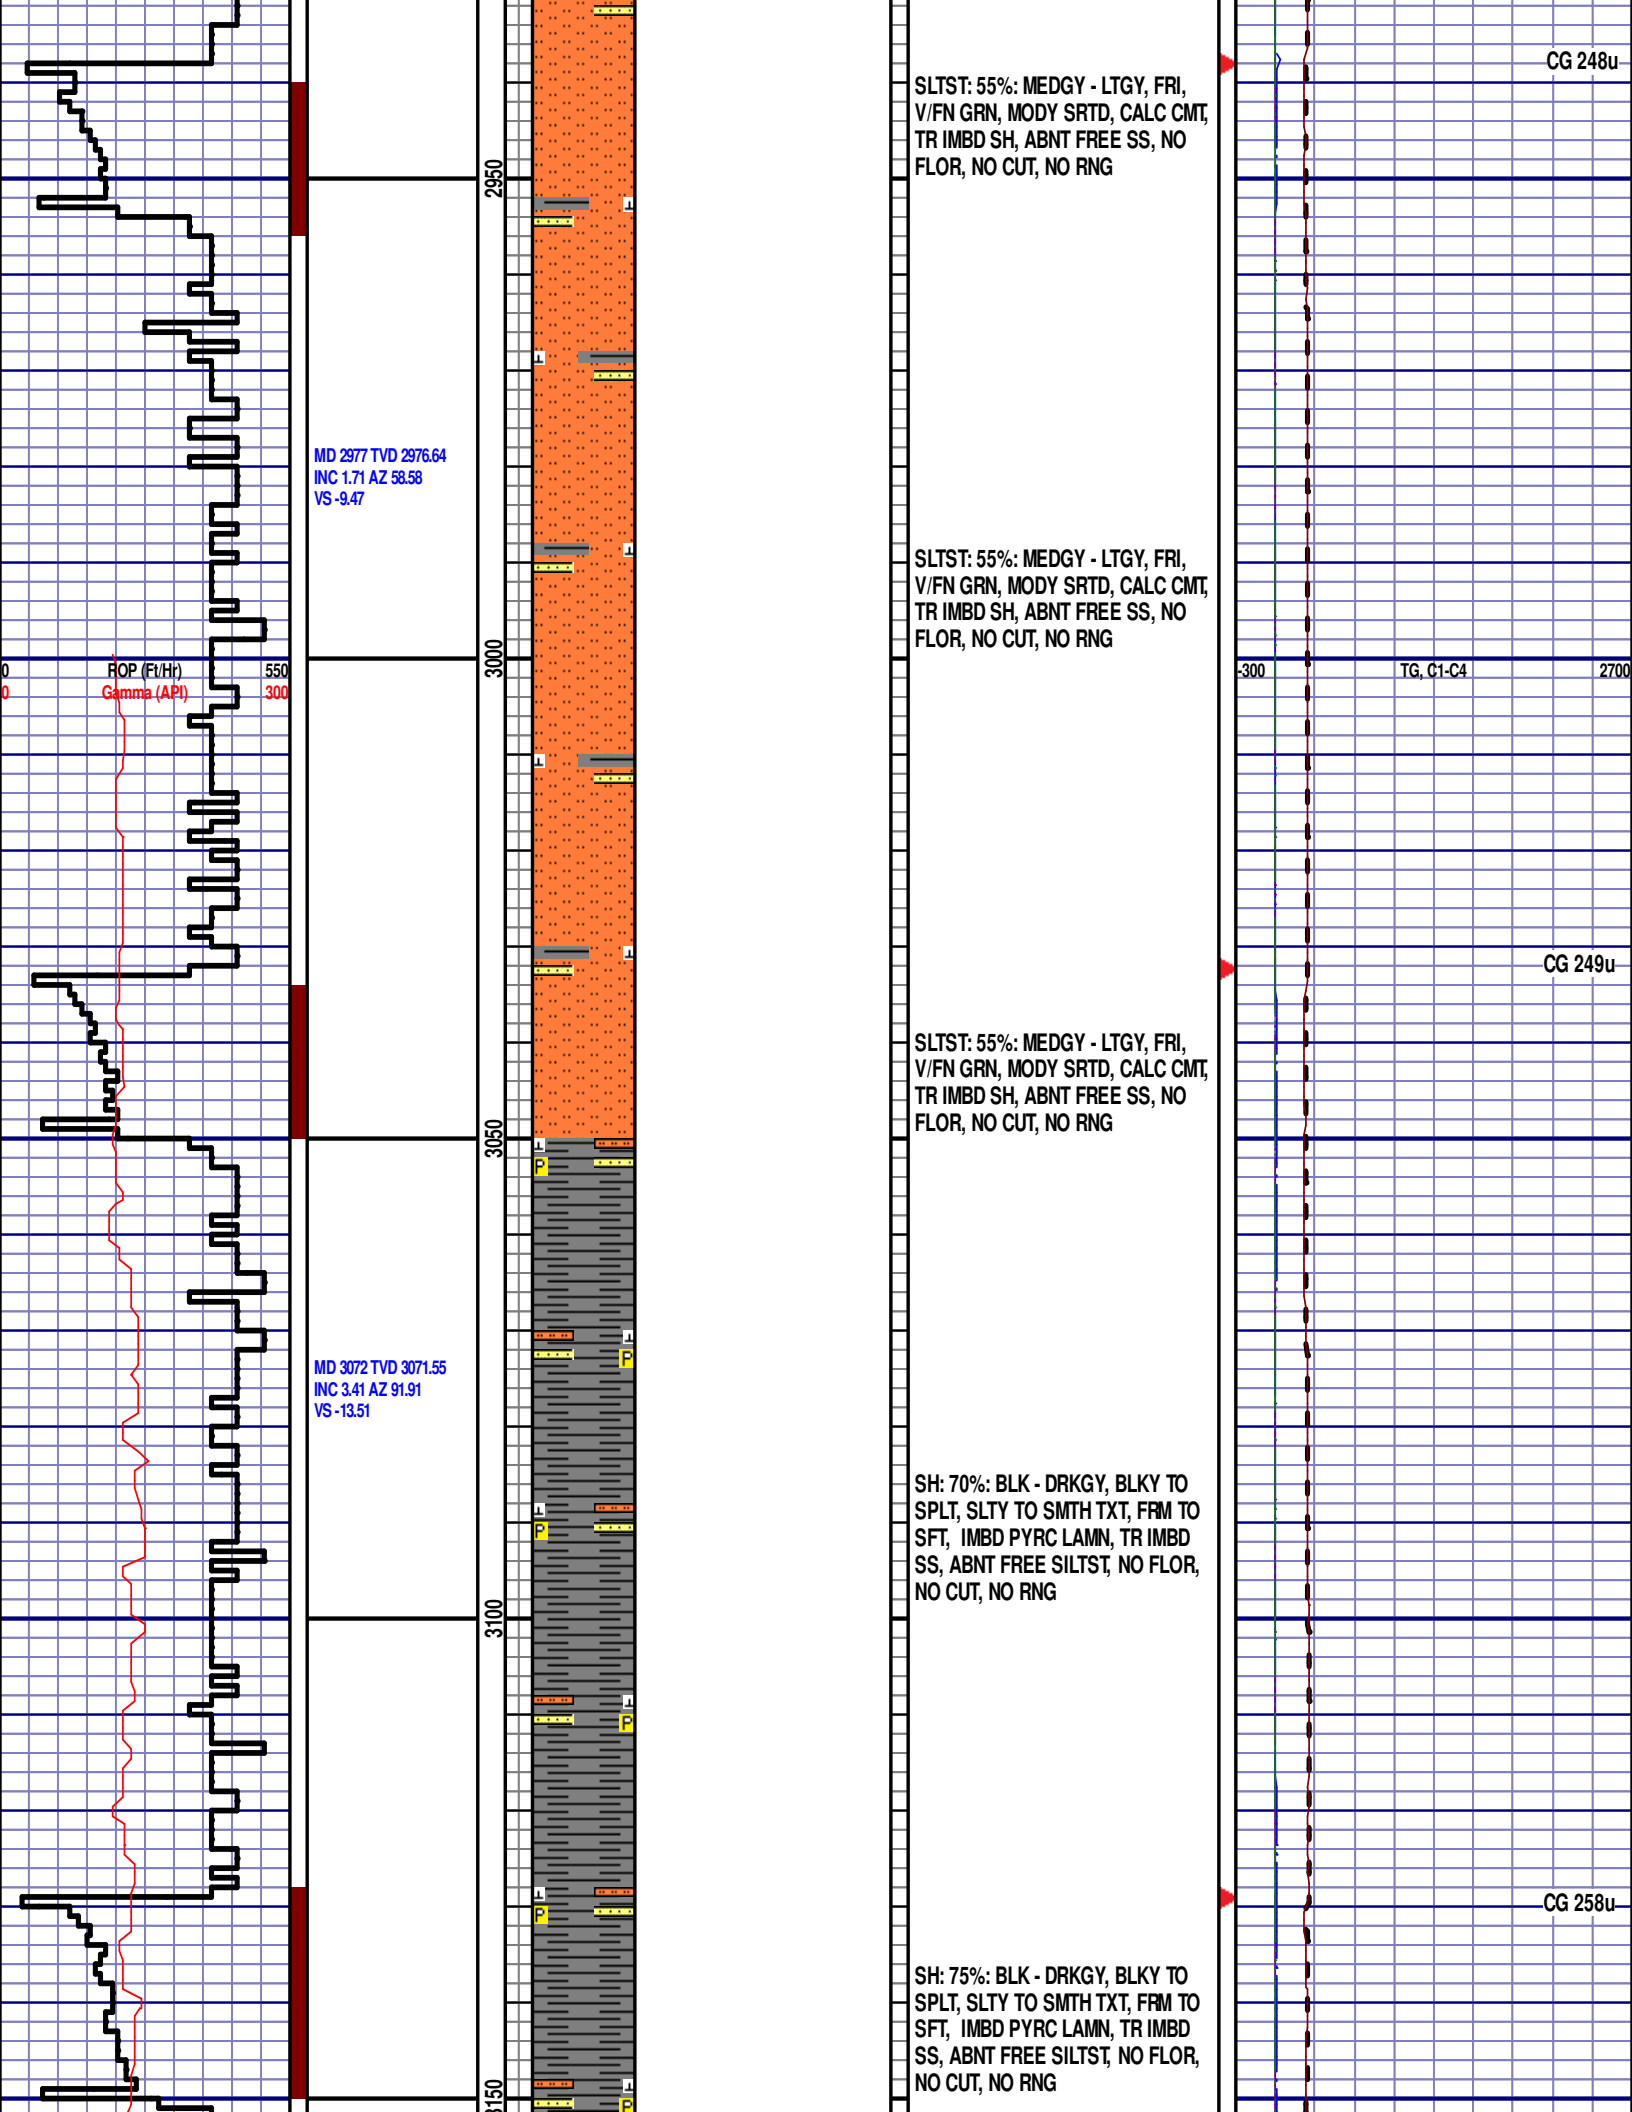 CG 248u
SLTST: 55%: MEDGY - LTGY, FRI,
V/FN GRN, MODY SRTD, CALC CMT,
TR IMBD SH, ABNT FREE SS, NO
FLOR, NO CUT, NO RNG
2950
MD 2977 TVD 2976.64
INC 1.71 AZ 58.58
VS -9.47
SLTST: 55%: MEDGY - LTGY, FRI,
V/FN GRN, MODY SRTD, CALC CMT,
TR IMBD SH, ABNT FREE SS, NO
FLOR, NO CUT, NO RNG
3000
0 ROP (Ft/Hr) 550
0 Gamma (API) 300
-300 TG, C1-C4 2700
CG 249u
SLTST: 55%: MEDGY - LTGY, FRI,
V/FN GRN, MODY SRTD, CALC CMT,
TR IMBD SH, ABNT FREE SS, NO
FLOR, NO CUT, NO RNG
3050
P
P
MD 3072 TVD 3071.55
INC 3.41 AZ 91.91
VS -13.51
SH: 70%: BLK - DRKGY, BLKY TO
SPLT, SLTY TO SMTH TXT, FRM TO
SFT, IMBD PYRC LAMN, TR IMBD
SS, ABNT FREE SILTST, NO FLOR,
NO CUT, NO RNG
P
3100
P
CG 258u
P
SH: 75%: BLK - DRKGY, BLKY TO
SPLT, SLTY TO SMTH TXT, FRM TO
SFT, IMBD PYRC LAMN, TR IMBD
SS, ABNT FREE SILTST, NO FLOR,
NO CUT, NO RNG
3150
P